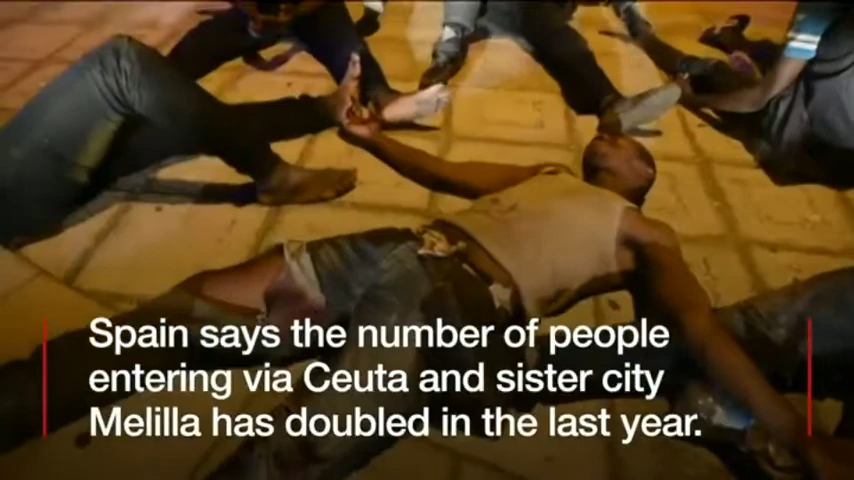 Spain says the number of people
entering via Ceuta and sister city
Melilla has doubled in the last year.